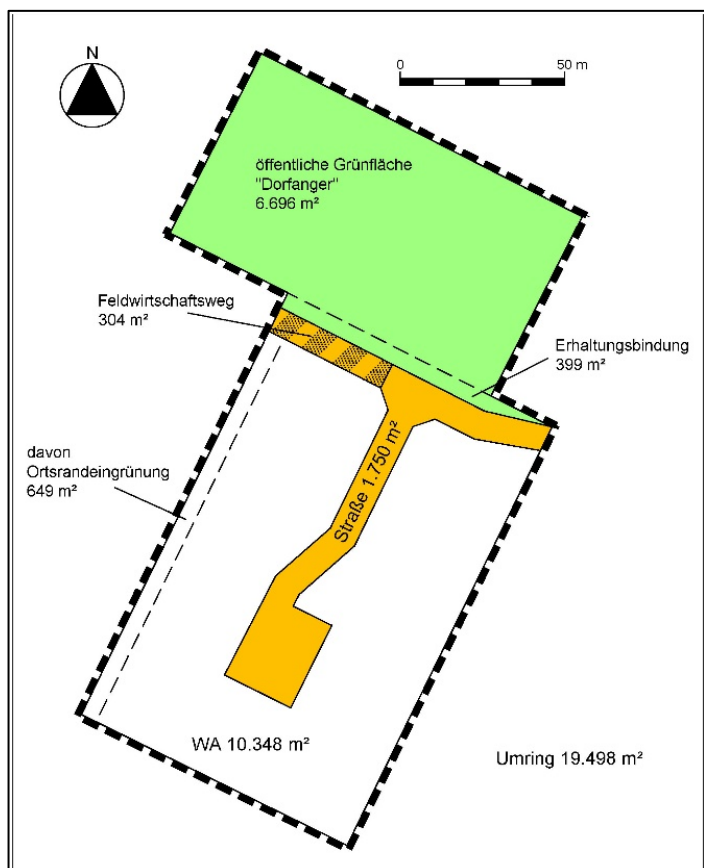 N
0 50 m
öffentliche Grünfläche
"Dorfanger"
6.696 m²
Feldwirtschaftsweg
304 m²
Erhaltungsbindung
399 m²
Straße 1.750 m²
davon
Ortsrandeingrünung
649 m²
WA 10.348 m²
Umring 19.498 m²